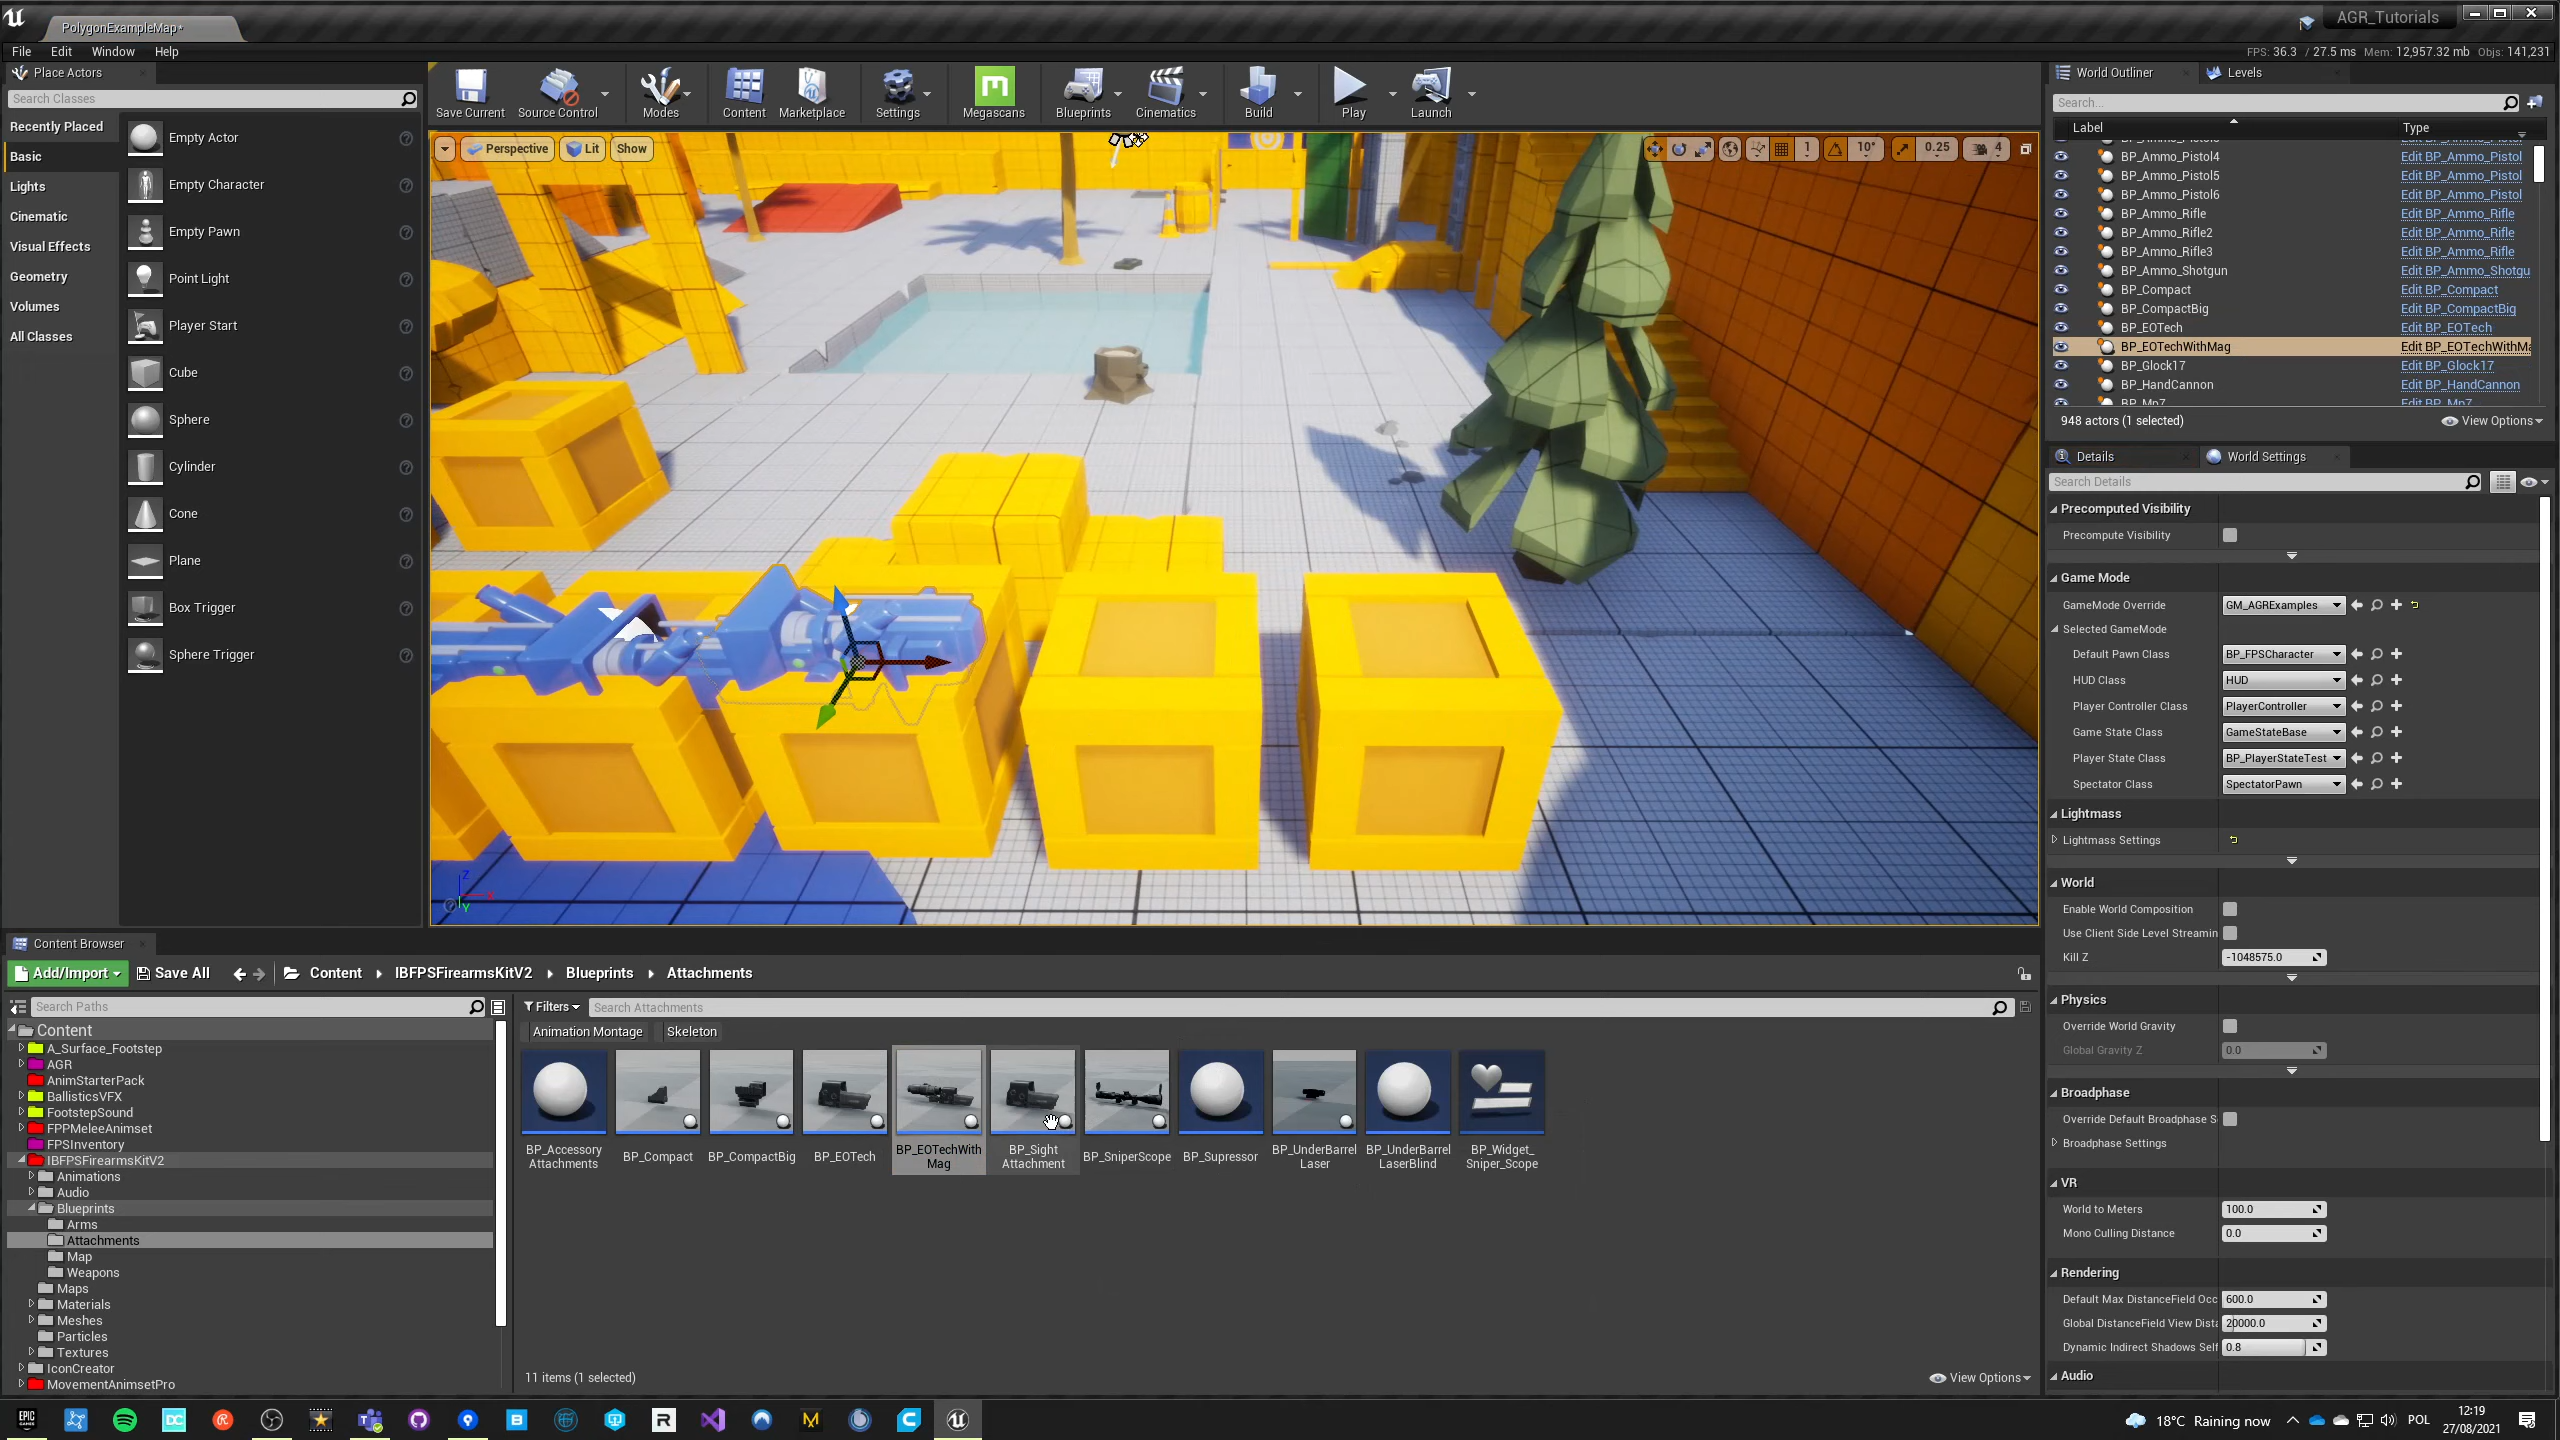 PolygonExampleMap*
AGR_Tutorials
File Edit Window Help
FPS: 36.3 / 27.5 ms Mem: 12,957.32 mb Objs: 141,231
Place Actors
Search Classes
Recently Placed
Basic
Lights
Cinematic
Visual Effects
Geometry
Volumes
All Classes
Empty Actor
Empty Character
Empty Pawn
Point Light
Player Start
Cube
Sphere
Cylinder
Cone
Plane
Box Trigger
Sphere Trigger
Save Current
Source Control
Modes
Content
Marketplace
Settings
Megascans
Blueprints
Cinematics
Build
Play
Launch
Perspective
Lit
Show
1
10°
0.25
4
Z
X
Y
World Outliner
Levels
Search...
Label
Type
BP_Ammo_Pistol4 Edit BP_Ammo_Pistol
BP_Ammo_Pistol5 Edit BP_Ammo_Pistol
BP_Ammo_Pistol6 Edit BP_Ammo_Pistol
BP_Ammo_Rifle Edit BP_Ammo_Rifle
BP_Ammo_Rifle2 Edit BP_Ammo_Rifle
BP_Ammo_Rifle3 Edit BP_Ammo_Rifle
BP_Ammo_Shotgun Edit BP_Ammo_Shotgu
BP_Compact Edit BP_Compact
BP_CompactBig Edit BP_CompactBig
BP_EOTech Edit BP_EOTech
BP_EOTechWithMag Edit BP_EOTechWithMa
BP_Glock17 Edit BP_Glock17
BP_HandCannon Edit BP_HandCannon
BP_Mp7 Edit BP_Mp7
948 actors (1 selected)
View Options
Details
World Settings
Search Details
Precomputed Visibility
Precompute Visibility
Game Mode
GameMode Override GM_AGRExamples
Selected GameMode
Default Pawn Class BP_FPSCharacter
HUD Class HUD
Player Controller Class PlayerController
Game State Class GameStateBase
Player State Class BP_PlayerStateTest
Spectator Class SpectatorPawn
Lightmass
Lightmass Settings
World
Enable World Composition
Use Client Side Level Streamin
Kill Z -1048575.0
Physics
Override World Gravity
Global Gravity Z 0.0
Broadphase
Override Default Broadphase S
Broadphase Settings
VR
World to Meters 100.0
Mono Culling Distance 0.0
Rendering
Default Max DistanceField Occ 600.0
Global DistanceField View Dista 20000.0
Dynamic Indirect Shadows Self 0.8
Audio
Content Browser
Add/Import
Save All
Content
IBFPSFirearmsKitV2
Blueprints
Attachments
Search Paths
Filters
Search Attachments
Animation Montage
Skeleton
Content
A_Surface_Footstep
AGR
AnimStarterPack
BallisticsVFX
FootstepSound
FPPMeleeAnimset
FPSInventory
IBFPSFirearmsKitV2
Animations
Audio
Blueprints
Arms
Attachments
Map
Weapons
Maps
Materials
Meshes
Particles
Textures
IconCreator
MovementAnimsetPro
BP_Accessory
Attachments
BP_Compact
BP_CompactBig
BP_EOTech
BP_EOTechWith
Mag
BP_Sight
Attachment
BP_SniperScope
BP_Supressor
BP_UnderBarrel
Laser
BP_UnderBarrel
LaserBlind
BP_Widget_
Sniper_Scope
11 items (1 selected)
View Options
18°C Raining now
POL
12:19
27/08/2021